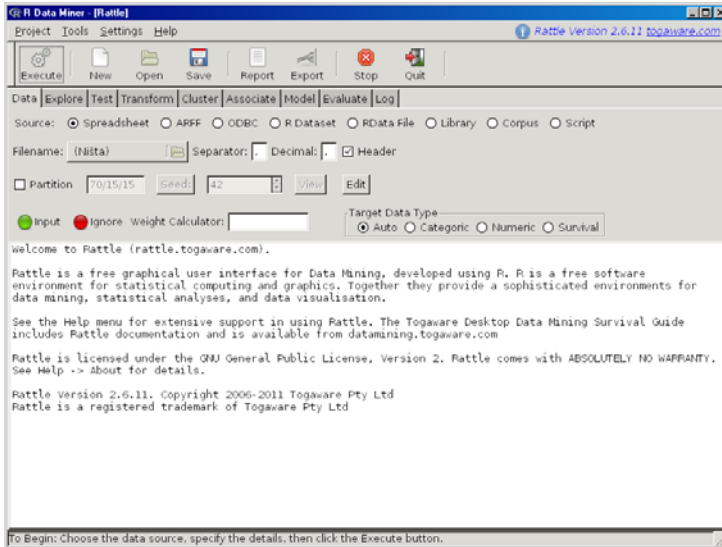 R Data Miner - [Rattle]
Project Tools Settings Help
Rattle Version 2.6.11 togaware.com
Execute New Open Save Report Export Stop Quit
Data Explore Test Transform Cluster Associate Model Evaluate Log
Source: Spreadsheet ARFF ODBC R Dataset RData File Library Corpus Script
Filename: (Ništa) Separator: , Decimal: . Header
Partition 70/15/15 Seed: 42 View Edit
Input Ignore Weight Calculator:
Target Data Type
Auto Categoric Numeric Survival
Welcome to Rattle (rattle.togaware.com).
Rattle is a free graphical user interface for Data Mining, developed using R. R is a free software
environment for statistical computing and graphics. Together they provide a sophisticated environments for
data mining, statistical analyses, and data visualisation.
See the Help menu for extensive support in using Rattle. The Togaware Desktop Data Mining Survival Guide
includes Rattle documentation and is available from datamining.togaware.com
Rattle is licensed under the GNU General Public License, Version 2. Rattle comes with ABSOLUTELY NO WARRANTY.
See Help -> About for details.
Rattle Version 2.6.11. Copyright 2006-2011 Togaware Pty Ltd
Rattle is a registered trademark of Togaware Pty Ltd
To Begin: Choose the data source, specify the details, then click the Execute button.